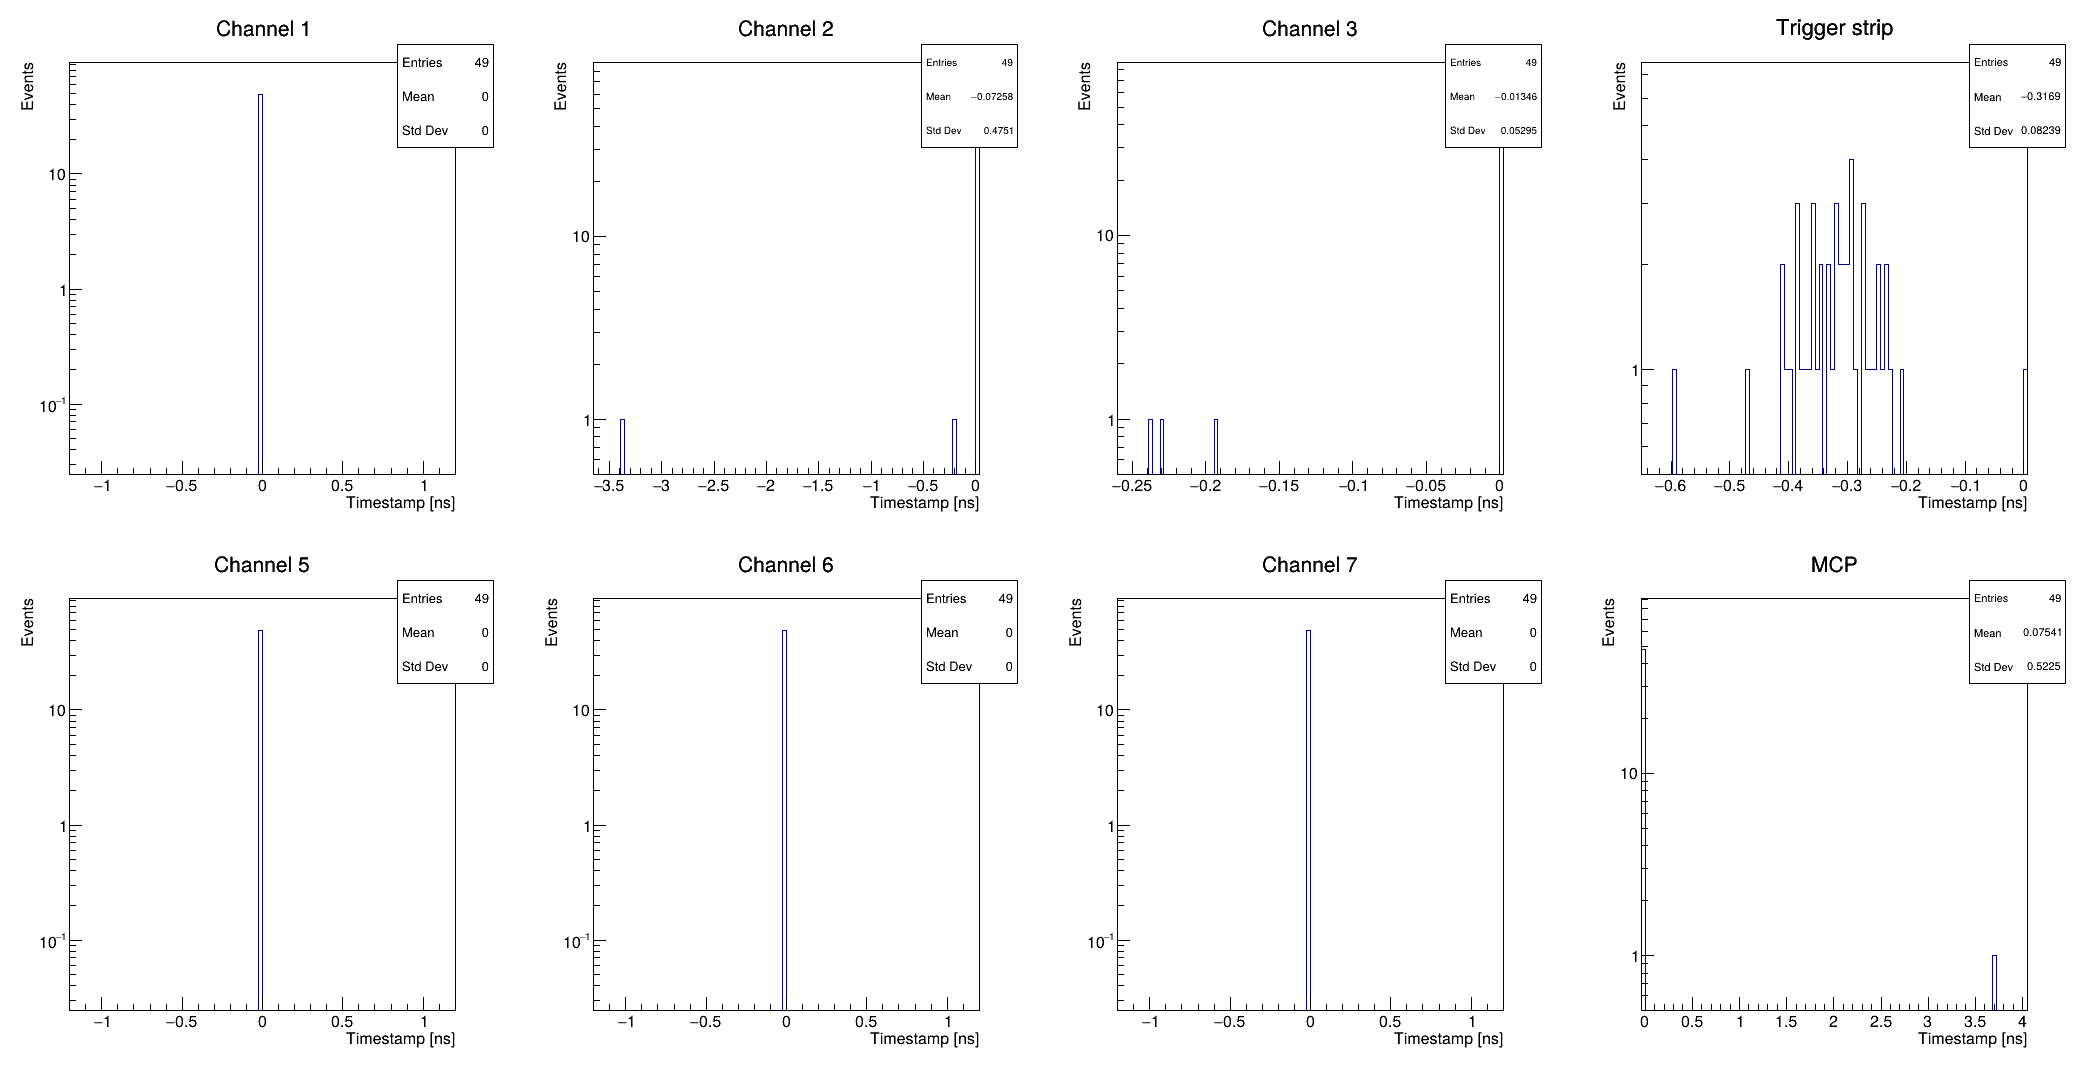 Channel 1
Events
Entries 49
Mean 0
Std Dev 0
10
1
10−1
−1 −0.5 0 0.5 1
Timestamp [ns]
Channel 2
Events
Entries 49
Mean −0.07258
Std Dev 0.4751
10
1
−3.5 −3 −2.5 −2 −1.5 −1 −0.5 0
Timestamp [ns]
Channel 3
Events
Entries 49
Mean −0.01346
Std Dev 0.05295
10
1
−0.25 −0.2 −0.15 −0.1 −0.05 0
Timestamp [ns]
Trigger strip
Events
Entries 49
Mean −0.3169
Std Dev 0.08239
1
−0.6 −0.5 −0.4 −0.3 −0.2 −0.1 0
Timestamp [ns]
Channel 5
Events
Entries 49
Mean 0
Std Dev 0
10
1
10−1
−1 −0.5 0 0.5 1
Timestamp [ns]
Channel 6
Events
Entries 49
Mean 0
Std Dev 0
10
1
10−1
−1 −0.5 0 0.5 1
Timestamp [ns]
Channel 7
Events
Entries 49
Mean 0
Std Dev 0
10
1
10−1
−1 −0.5 0 0.5 1
Timestamp [ns]
MCP
Events
Entries 49
Mean 0.07541
Std Dev 0.5225
10
1
0 0.5 1 1.5 2 2.5 3 3.5 4
Timestamp [ns]